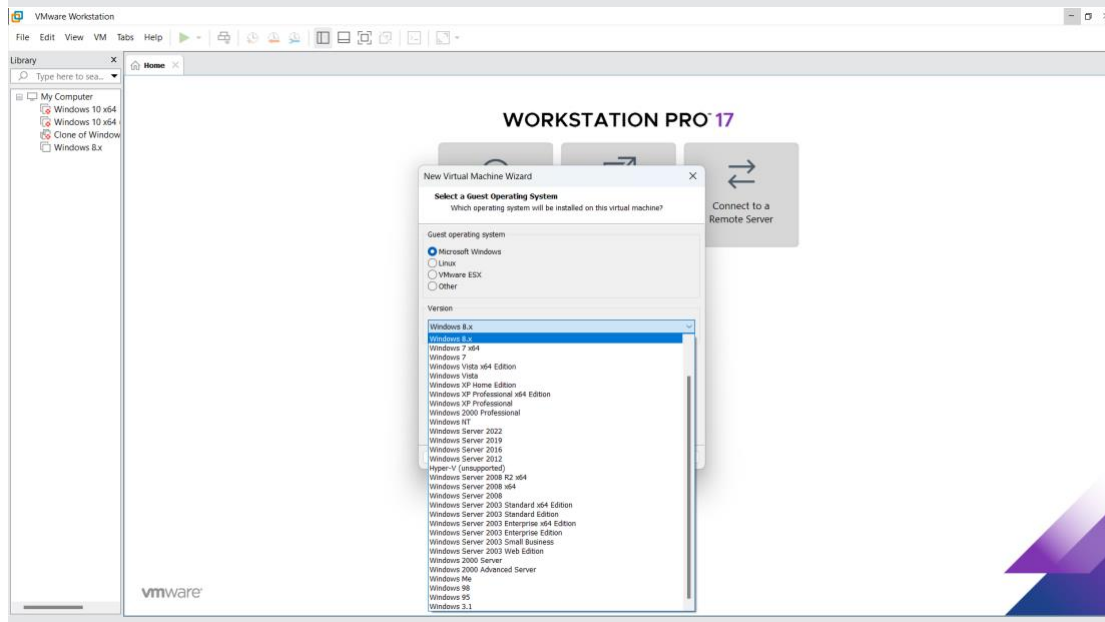 VMware Workstation
File Edit View VM Tabs Help
Library
Type here to sea...
My Computer
Windows 10 x64
Windows 10 x64
Clone of Window
Windows 8.x
Home
WORKSTATION PRO 17
Connect to a
Remote Server
New Virtual Machine Wizard
Select a Guest Operating System
Which operating system will be installed on this virtual machine?
Guest operating system
Microsoft Windows
Linux
VMware ESX
Other
Version
Windows 8.x
Windows 8.x
Windows 7 x64
Windows 7
Windows Vista x64 Edition
Windows Vista
Windows XP Home Edition
Windows XP Professional x64 Edition
Windows XP Professional
Windows 2000 Professional
Windows NT
Windows Server 2022
Windows Server 2019
Windows Server 2016
Windows Server 2012
Hyper-V (unsupported)
Windows Server 2008 R2 x64
Windows Server 2008 x64
Windows Server 2008
Windows Server 2003 Standard x64 Edition
Windows Server 2003 Standard Edition
Windows Server 2003 Enterprise x64 Edition
Windows Server 2003 Enterprise Edition
Windows Server 2003 Small Business
Windows Server 2003 Web Edition
Windows 2000 Server
Windows 2000 Advanced Server
Windows Me
Windows 98
Windows 95
Windows 3.1
vmware